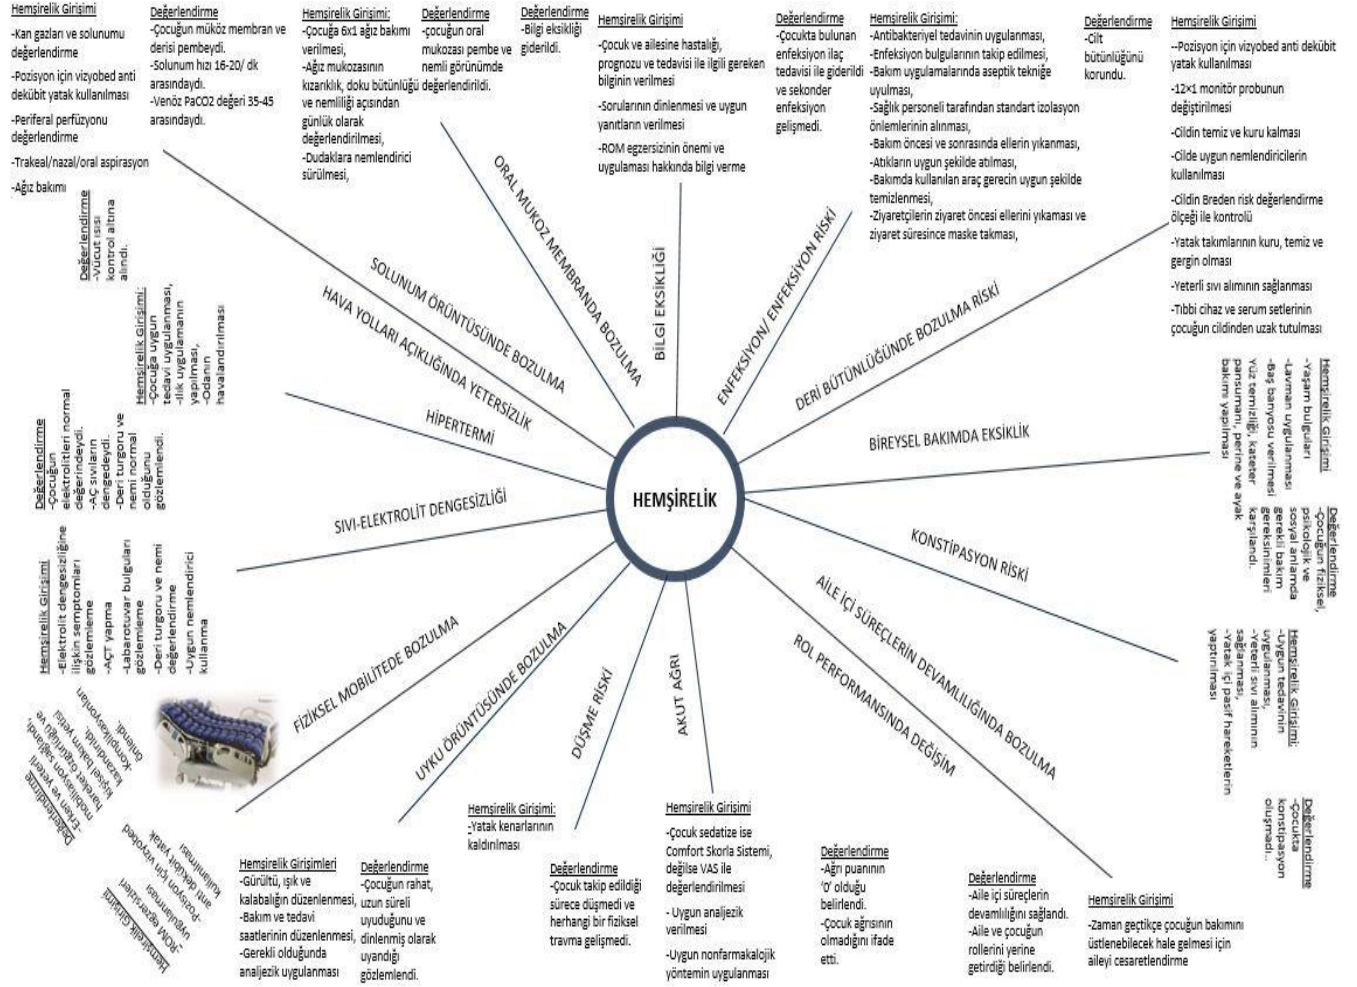 Hemşirelik Girişimi
-Kan gazları ve solunumu
değerlendirme
-Pozisyon için vizyobed anti
dekübit yatak kullanılması
-Periferal perfüzyonu
değerlendirme
-Trakeal/nazal/oral aspirasyon
-Ağız bakımı
Değerlendirme
-Çocuğun müköz membran ve
derisi pembeydi.
-Solunum hızı 16-20/ dk
arasındaydı.
-Venöz PaCO2 değeri 35-45
arasındaydı.
Hemşirelik Girişimi:
-Çocuğa 6x1 ağız bakımı
verilmesi,
-Ağız mukozasının
kızarıklık, doku bütünlüğü
ve nemliliği açısından
günlük olarak
değerlendirilmesi,
-Dudaklara nemlendirici
sürülmesi,
Değerlendirme
-çocuğun oral
mukozası pembe ve
nemli görünümde
değerlendirildi.
Değerlendirme
-Bilgi eksikliği
giderildi.
Hemşirelik Girişimi
-Çocuk ve ailesine hastalığı,
prognozu ve tedavisi ile ilgili gereken
bilginin verilmesi
-Sorularının dinlenmesi ve uygun
yanıtların verilmesi
-ROM egzersizinin önemi ve
uygulaması hakkında bilgi verme
Değerlendirme
-Çocukta bulunan
enfeksiyon ilaç
tedavisi ile giderildi
ve sekonder
enfeksiyon
gelişmedi.
Hemşirelik Girişimi:
-Antibakteriyel tedavinin uygulanması,
-Enfeksiyon bulgularının takip edilmesi,
-Bakım uygulamalarında aseptik tekniğe
uyulması,
-Sağlık personeli tarafından standart izolasyon
önlemlerinin alınması,
-Bakım öncesi ve sonrasında ellerin yıkanması,
-Atıkların uygun şekilde atılması,
-Bakımda kullanılan araç gerecin uygun şekilde
temizlenmesi,
-Ziyaretçilerin ziyaret öncesi ellerini yıkaması ve
ziyaret süresince maske takması,
Değerlendirme
-Cilt
bütünlüğünü
korundu.
Hemşirelik Girişimi
--Pozisyon için vizyobed anti dekübit
yatak kullanılması
-12×1 monitör probunun
değiştirilmesi
-Cildin temiz ve kuru kalması
-Cilde uygun nemlendiricilerin
kullanılması
-Cildin Breden risk değerlendirme
ölçeği ile kontrolü
-Yatak takımlarının kuru, temiz ve
gergin olması
-Yeterli sıvı alımının sağlanması
-Tıbbi cihaz ve serum setlerinin
çocuğun cildinden uzak tutulması
SOLUNUM ÖRÜNTÜSÜNDE BOZULMA
HAVA YOLLARI AÇIKLIĞINDA YETERSİZLİK
ORAL MUKOZ MEMBRANDA BOZULMA
BİLGİ EKSİKLİĞİ
ENFEKSİYON/ ENFEKSİYON RİSKİ
DERİ BÜTÜNLÜĞÜNDE BOZULMA RİSKİ
Değerlendirme
-Vücut ısısı
kontrol altına
alındı.
Hemşirelik Girişimi:
-Çocuğa uygun
tedavi uygulanması,
-Ilık uygulamanın
yapılması,
-Odanın
havalandırılması
HİPERTERMİ
HEMŞİRELİK
BİREYSEL BAKIMDA EKSİKLİK
Hemşirelik Girişimi
-Yaşam bulguları
-Lavman uygulanması
-Baş banyosu verilmesi
Yüz temizliği, kateter
pansumanı, perine ve ayak
bakımı yapılması
Değerlendirme
-Çocuğun fiziksel,
psikolojik ve
sosyal anlamda
gerekli bakım
gereksinimleri
karşılandı.
Değerlendirme
-Çocuğun
elektrolitleri normal
değerindeydi.
-Aç sıvıların
dengedeydi.
-Deri turgoru ve
nemi normal
olduğunu
gözlemlendi.
Hemşirelik Girişimi
-Elektrolit dengesizliğine
ilişkin semptomları
gözlemleme
-AÇT yapma
-Labarotuvar bulguları
gözlemleme
-Deri turgoru ve nemi
değerlendirme
-Uygun nemlendirici
kullanma
SIVI-ELEKTROLİT DENGESİZLİĞİ
KONSTİPASYON RİSKİ
Hemşirelik Girişimi:
-Uygun tedavinin
uygulanması,
-Yeterli sıvı alımının
sağlanması,
-Yatak içi pasif hareketlerin
yaptırılması
Değerlendirme
-Çocukta
konstipasyon
oluşmadı..
FİZİKSEL MOBİLİTEDE BOZULMA
UYKU ÖRÜNTÜSÜNDE BOZULMA
DÜŞME RİSKİ
AKUT AĞRI
AİLE İÇİ SÜREÇLERİN DEVAMLILIĞINDA BOZULMA
ROL PERFORMANSINDA DEĞİŞİM
Değerlendirme
-Erken ve yeterli
mobilikasyon sağlandı,
hareket özgürlüğü ve
kişisel bakım yetisi
kazandırıldı.
-Komplikasyonları
önlendi.
Hemşirelik Girişimi
-ROM egzersizleri
uygulanması
-Pozisyon için vizyobed
anti dekübit yatak
kullanılması
Hemşirelik Girişimleri
-Gürültü, ışık ve
kalabalığın düzenlenmesi,
-Bakım ve tedavi
saatlerinin düzenlenmesi,
-Gerekli olduğunda
analjezik uygulanması
Değerlendirme
-Çocuğun rahat,
uzun süreli
uyuduğunu ve
dinlenmiş olarak
uyandığı
gözlemlendi.
Hemşirelik Girişimi:
-Yatak kenarlarının
kaldırılması
Değerlendirme
-Çocuk takip edildiği
sürece düşmedi ve
herhangi bir fiziksel
travma gelişmedi.
Hemşirelik Girişimi
-Çocuk sedatize ise
Comfort Skorla Sistemi,
değilse VAS ile
değerlendirilmesi
- Uygun analjezik
verilmesi
-Uygun nonfarmakalojik
yöntemin uygulanması
Değerlendirme
-Ağrı puanının
'0' olduğu
belirlendi.
-Çocuk ağrısının
olmadığını ifade
etti.
Değerlendirme
-Aile içi süreçlerin
devamlılığını sağlandı.
-Aile ve çocuğun
rollerini yerine
getirdiği belirlendi.
Hemşirelik Girişimi
-Zaman geçtikçe çocuğun bakımını
üstlenebilecek hale gelmesi için
aileyi cesaretlendirme